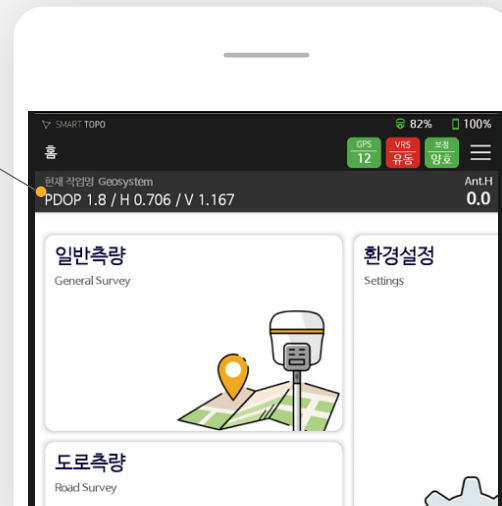 SMART TOPO
82%
100%
홈
GPS
12
VRS
유동
보정
양호
현재 작업명 Geosystem
Ant.H
PDOP 1.8 / H 0.706 / V 1.167
0.0
일반측량
General Survey
환경설정
Settings
도로측량
Road Survey